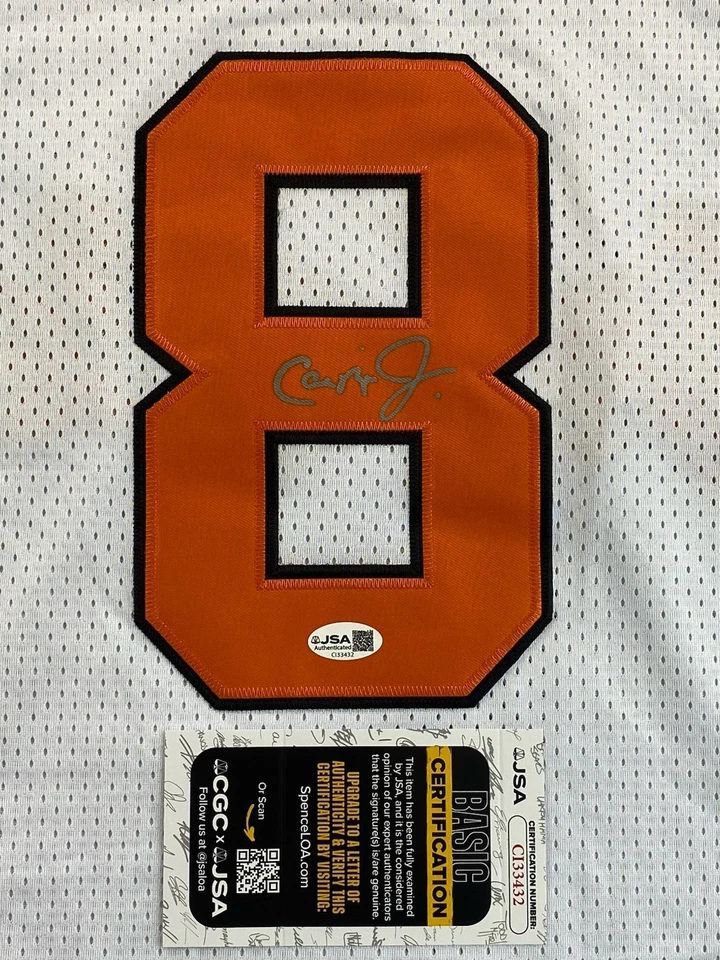 8
JSA
Authenticated
CI33432
JSA
CERTIFICATION NUMBER:
CI33432
BASIC
CERTIFICATION
This item has been fully examined
by JSA, and it is the considered
opinion of our expert authenticators
that the signature(s) is/are genuine.
UPGRADE TO A LETTER OF
AUTHENTICITY & VERIFY THIS
CERTIFICATION BY VISITING:
SpenceLOA.com
Or Scan
CGC x JSA
Follow us at @jsaloa